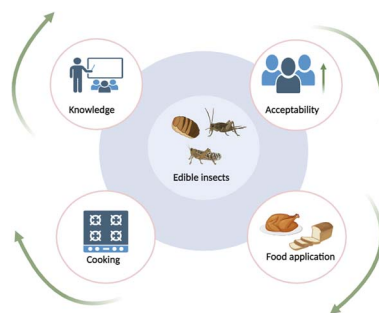 Knowledge
Acceptability
Edible insects
Cooking
Food application